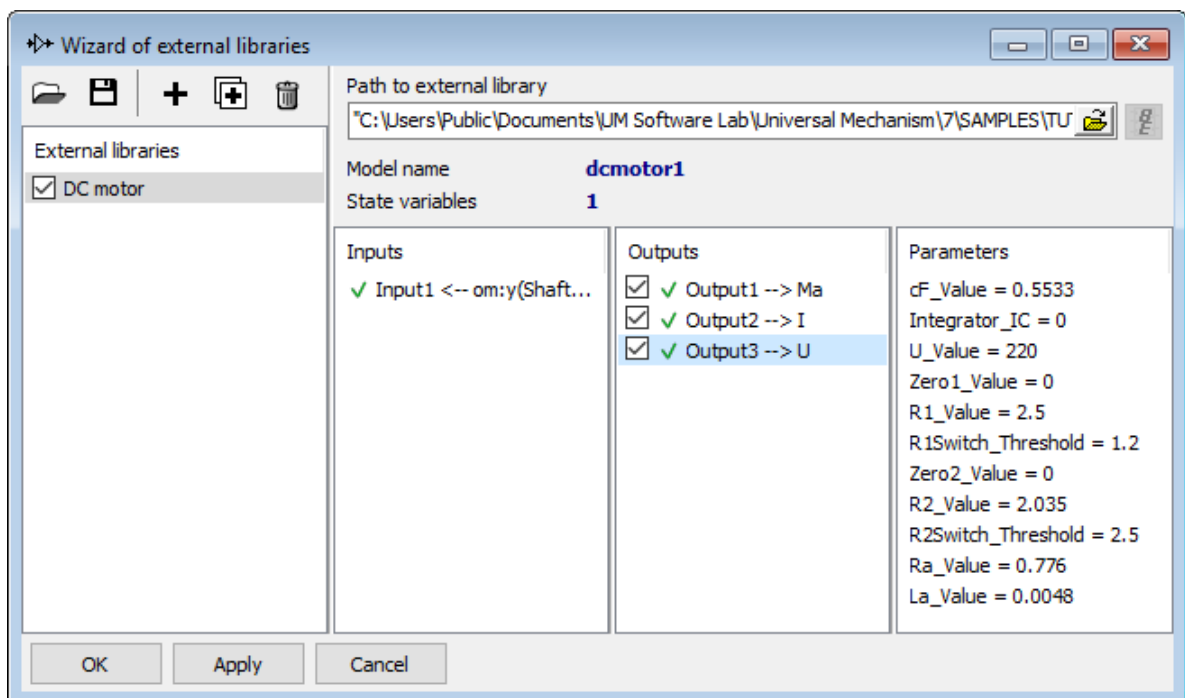 Wizard of external libraries
Path to external library
"C:\Users\Public\Documents\UM Software Lab\Universal Mechanism\7\SAMPLES\TUT
External libraries
DC motor
Model name dcmotor1
State variables 1
Inputs
Input1 <-- om:y(Shaft...
Outputs
Output1 --> Ma
Output2 --> I
Output3 --> U
Parameters
cF_Value = 0.5533
Integrator_IC = 0
U_Value = 220
Zero1_Value = 0
R1_Value = 2.5
R1Switch_Threshold = 1.2
Zero2_Value = 0
R2_Value = 2.035
R2Switch_Threshold = 2.5
Ra_Value = 0.776
La_Value = 0.0048
OK Apply Cancel